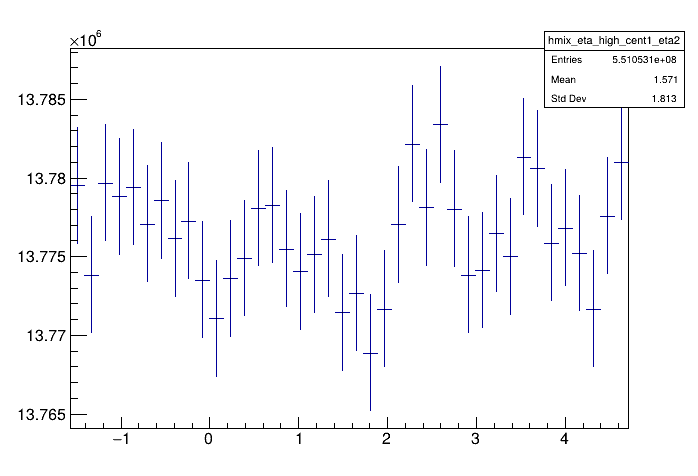 ×10⁶
hmix_eta_high_cent1_eta2
Entries 5.510531e+08
Mean 1.571
Std Dev 1.813
13.785
13.78
13.775
13.77
13.765
−1 0 1 2 3 4